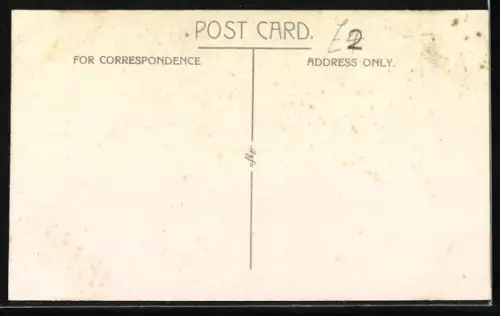 POST CARD.
2
FOR CORRESPONDENCE.
ADDRESS ONLY.